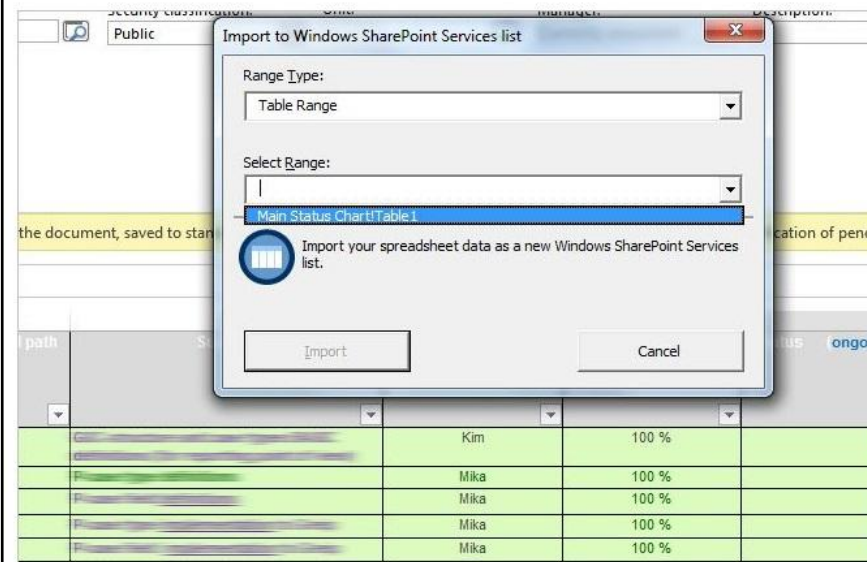 Security classification: Unit: Manager: Description:
Public
Import to Windows SharePoint Services list
Range Type:
Table Range
Select Range:
Main Status Chart!Table1
the document, saved to stan
cation of pen
Import your spreadsheet data as a new Windows SharePoint Services
list.
Import
Cancel
path
(ongo
Kim 100 %
Mika 100 %
Mika 100 %
Mika 100 %
Mika 100 %